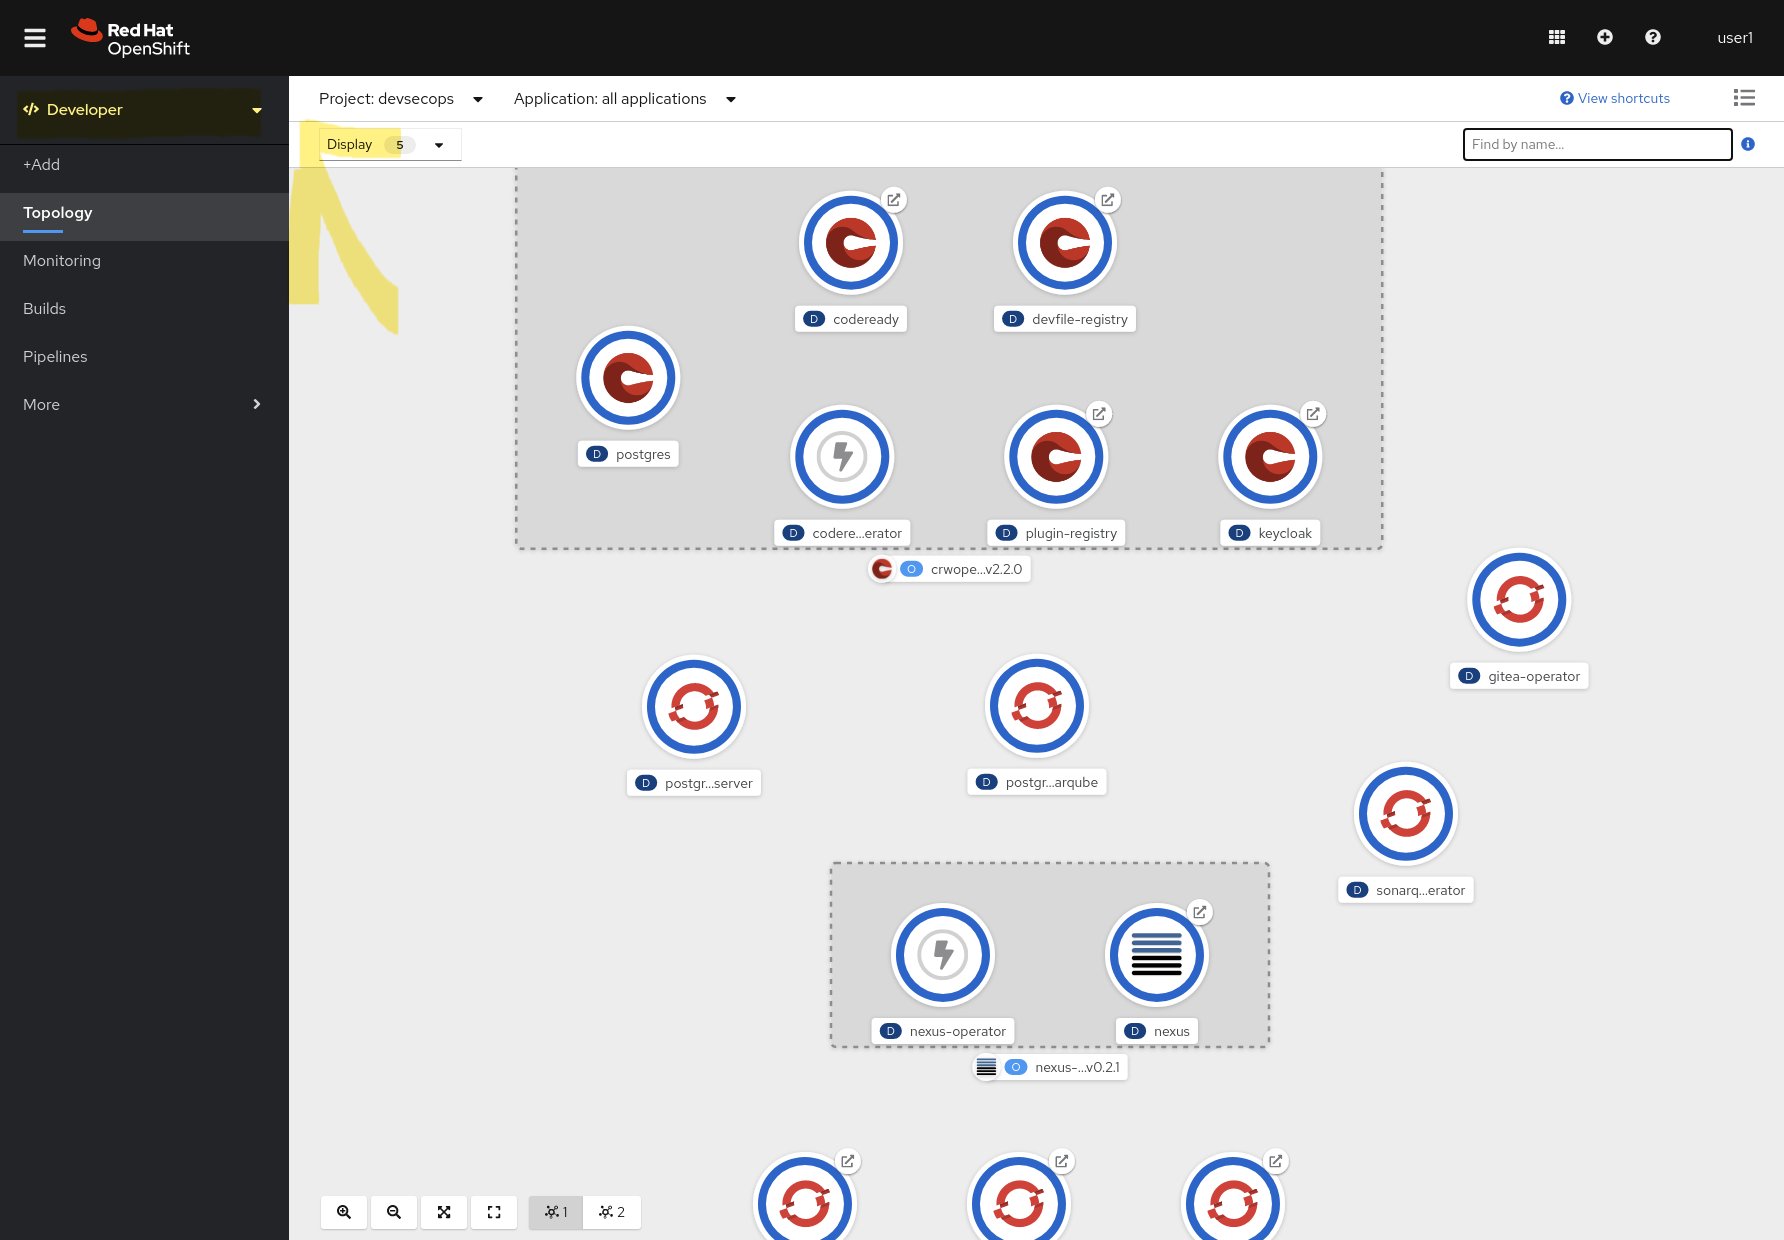 Red Hat
OpenShift
user1
Developer
Project: devsecops
Application: all applications
View shortcuts
Display 5
Find by name...
+Add
Topology
Monitoring
Builds
Pipelines
More
codeready
D
devfile-registry
D
postgres
D
D codere...erator
D plugin-registry
D keycloak
O crwope...v2.2.0
D gitea-operator
D postgr...server
D postgr...arqube
D sonarq...erator
D nexus-operator
D nexus
O nexus-...v0.2.1
1
2